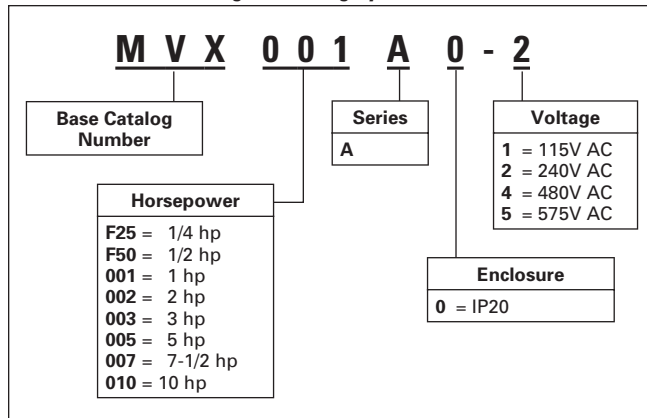 M V X 0 0 1 A 0 - 2
Base Catalog
Number
Series
A
Voltage
1 = 115V AC
2 = 240V AC
4 = 480V AC
5 = 575V AC
Horsepower
F25 = 1/4 hp
F50 = 1/2 hp
001 = 1 hp
002 = 2 hp
003 = 3 hp
005 = 5 hp
007 = 7-1/2 hp
010 = 10 hp
Enclosure
0 = IP20